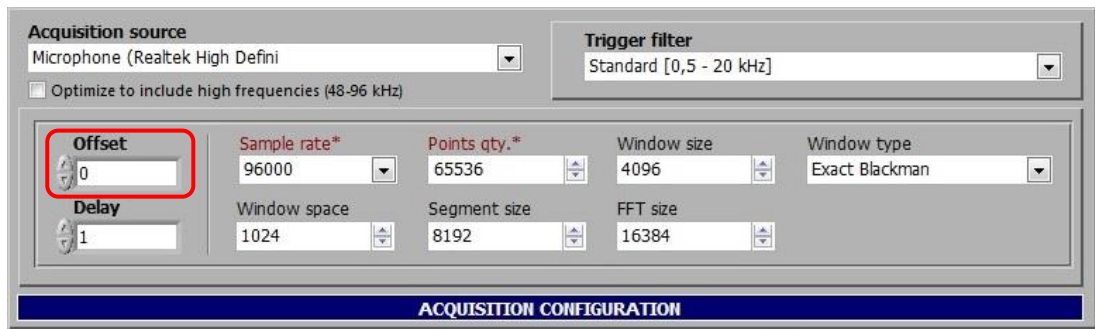 Acquisition source
Microphone (Realtek High Defini
Optimize to include high frequencies (48-96 kHz)
Trigger filter
Standard [0,5 - 20 kHz]
Offset
0
Sample rate*
96000
Points qty.*
65536
Window size
4096
Window type
Exact Blackman
Delay
1
Window space
1024
Segment size
8192
FFT size
16384
ACQUISITION CONFIGURATION